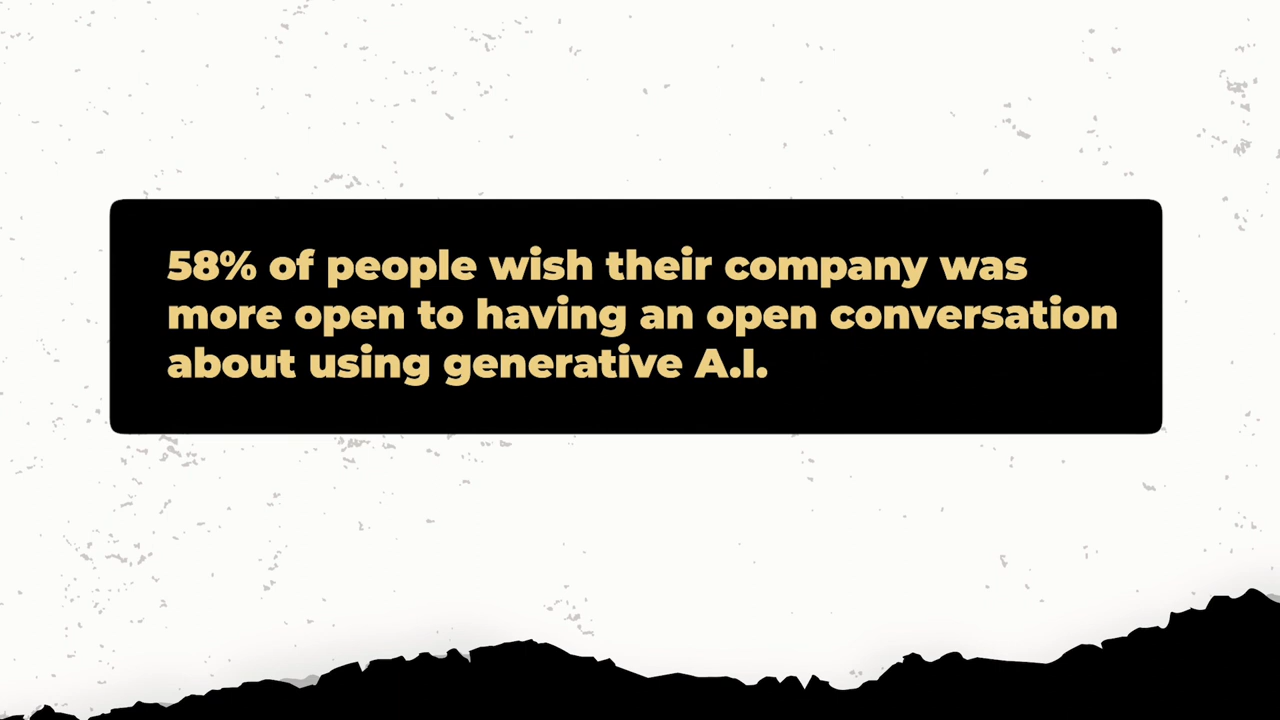 58% of people wish their company was
more open to having an open conversation
about using generative A.I.